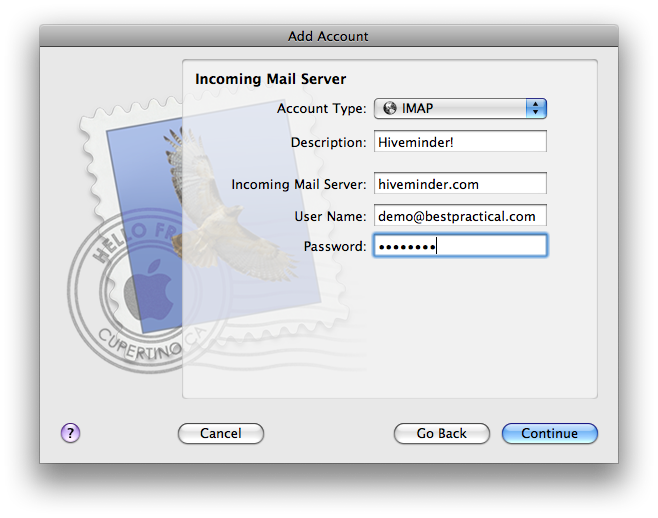 Add Account
Incoming Mail Server
Account Type: IMAP
Description: Hiveminder!
Incoming Mail Server: hiveminder.com
User Name: demo@bestpractical.com
Password: ••••••••
HELLO FR
CUPERTINO, CA
? Cancel Go Back Continue